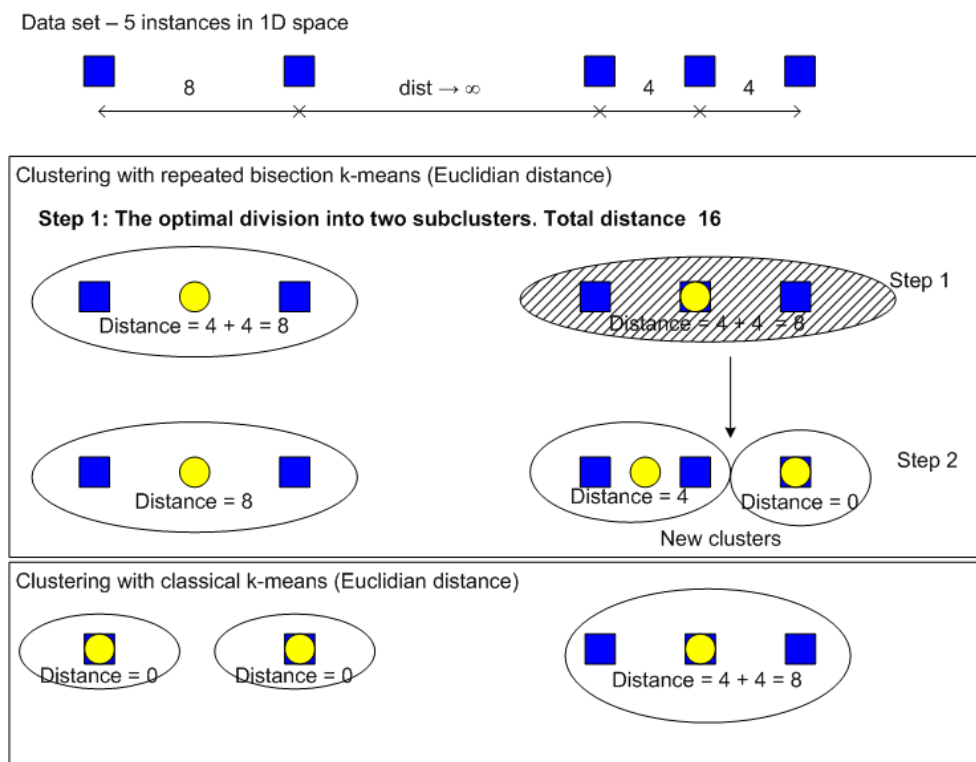 Data set – 5 instances in 1D space
8
dist → ∞
4
4
Clustering with repeated bisection k-means (Euclidian distance)
Step 1: The optimal division into two subclusters. Total distance 16
Step 1
Distance = 4 + 4 = 8
Distance = 4 + 4 = 8
Step 2
Distance = 8
Distance = 4
Distance = 0
New clusters
Clustering with classical k-means (Euclidian distance)
Distance = 0
Distance = 0
Distance = 4 + 4 = 8